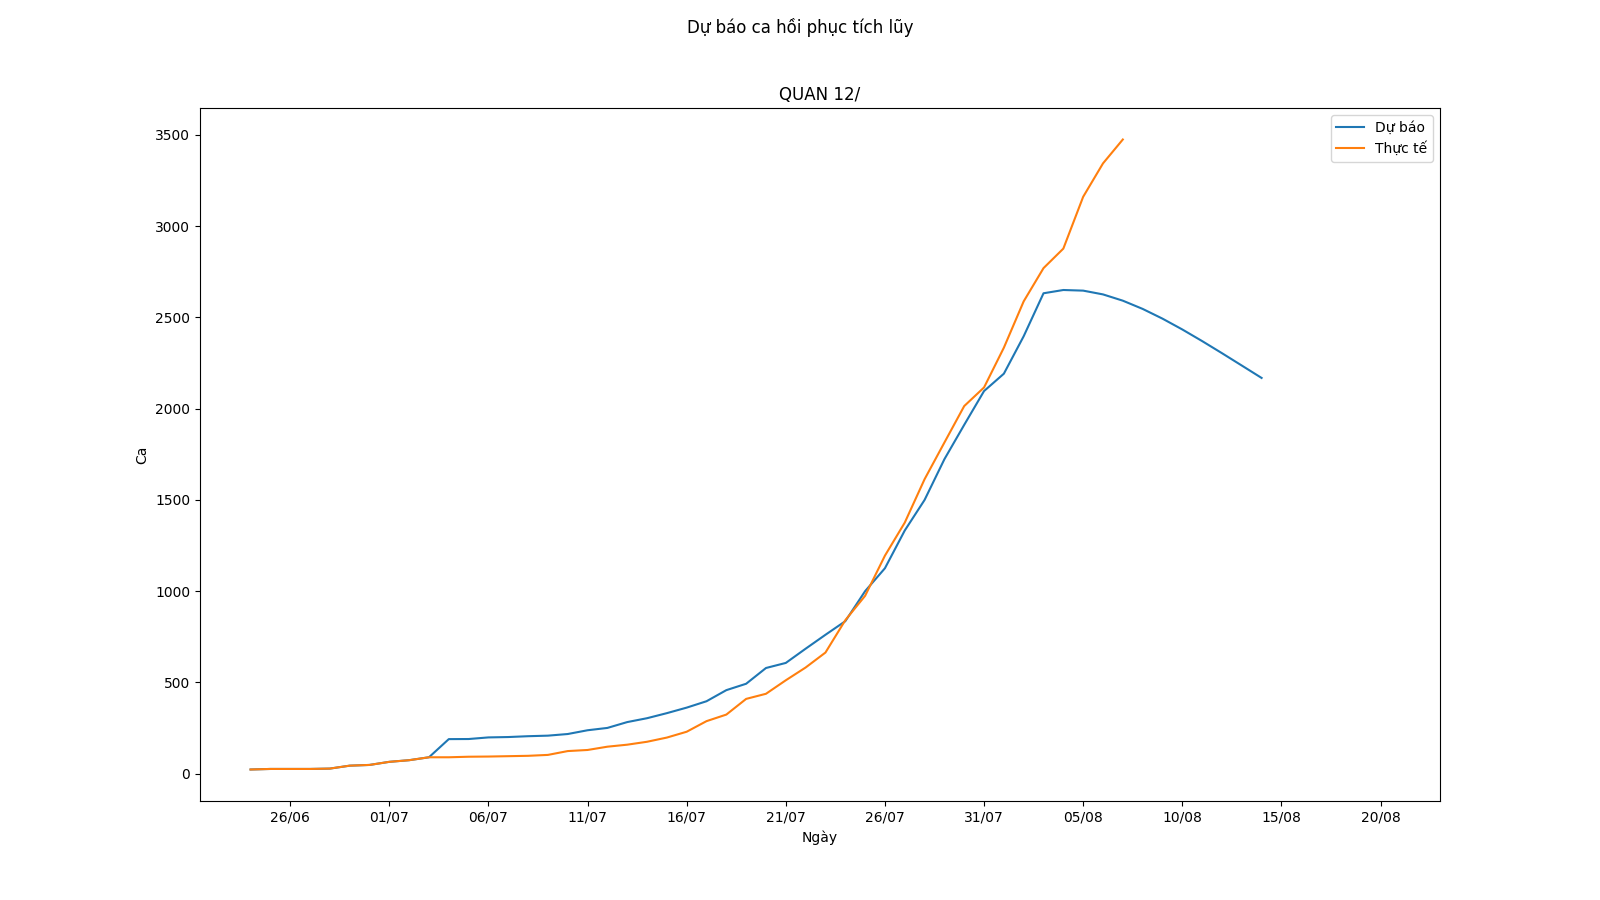 Dự báo ca hồi phục tích lũy
QUAN 12/
Dự báo
Thực tế
3500
3000
2500
2000
1500
1000
500
0
Ca
26/06 01/07 06/07 11/07 16/07 21/07 26/07 31/07 05/08 10/08 15/08 20/08
Ngày